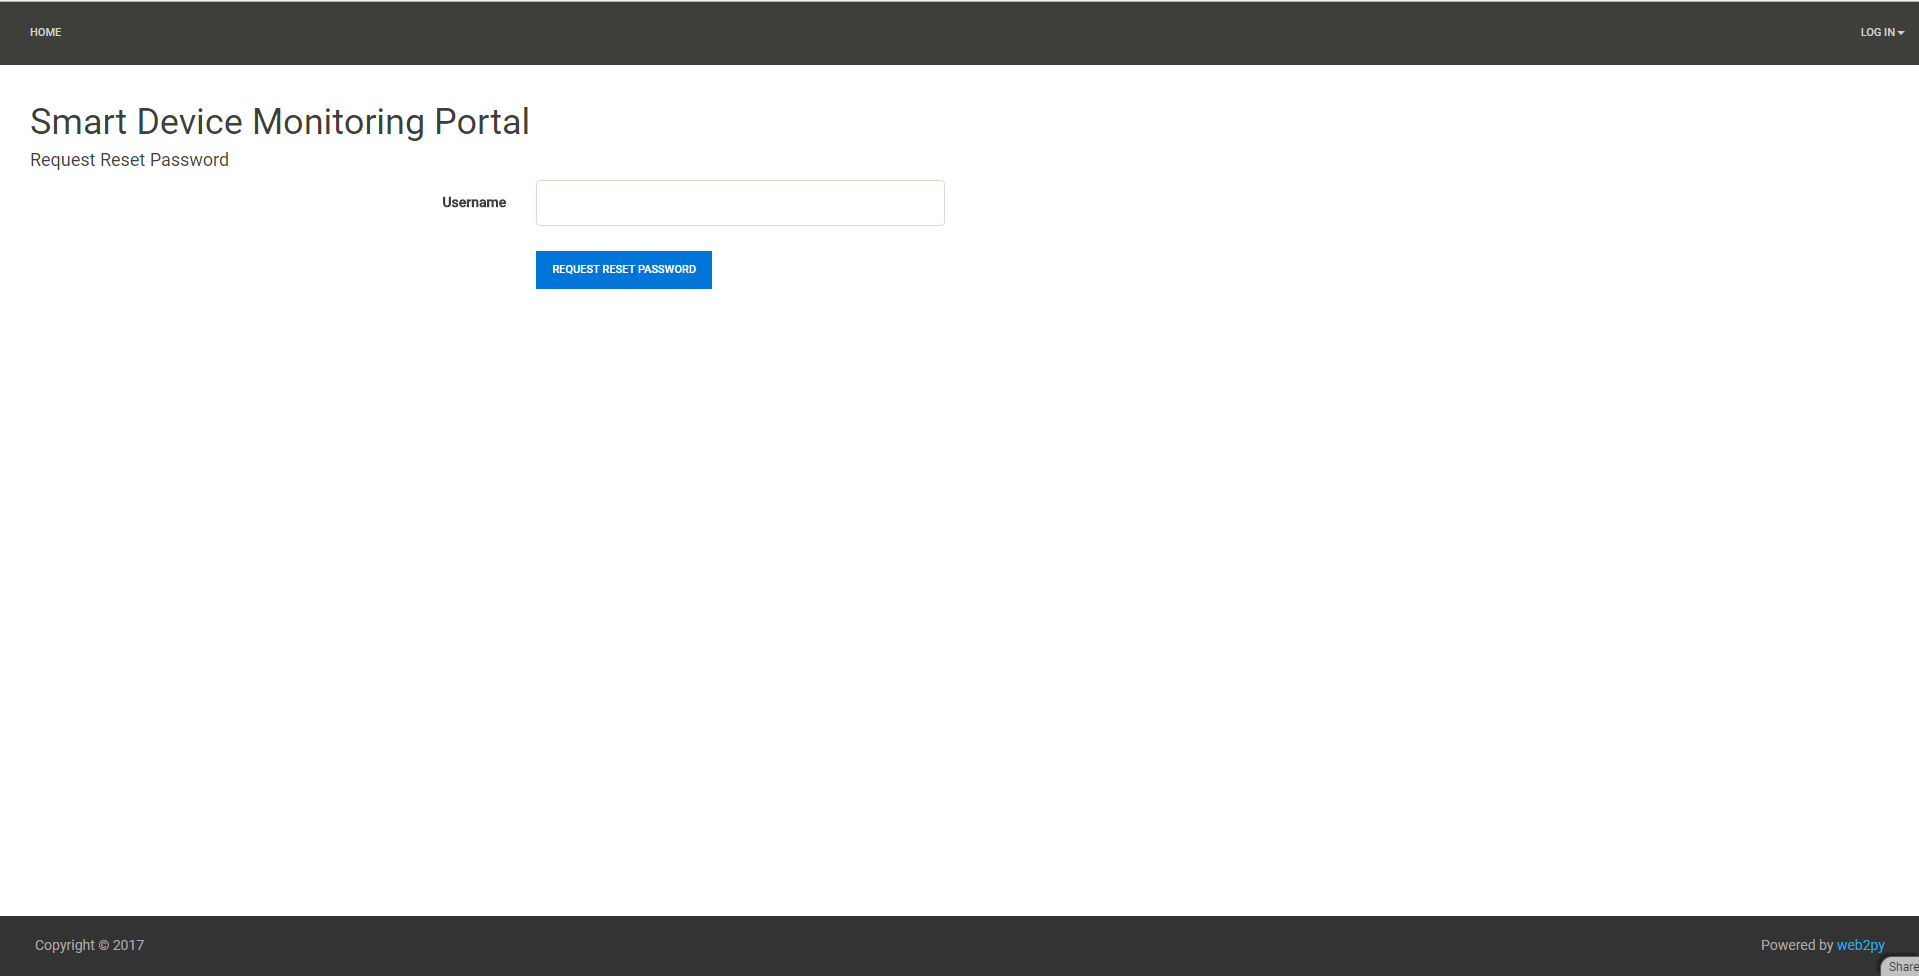 HOME
LOG IN
Smart Device Monitoring Portal
Request Reset Password
Username
REQUEST RESET PASSWORD
Copyright © 2017
Powered by web2py
Share